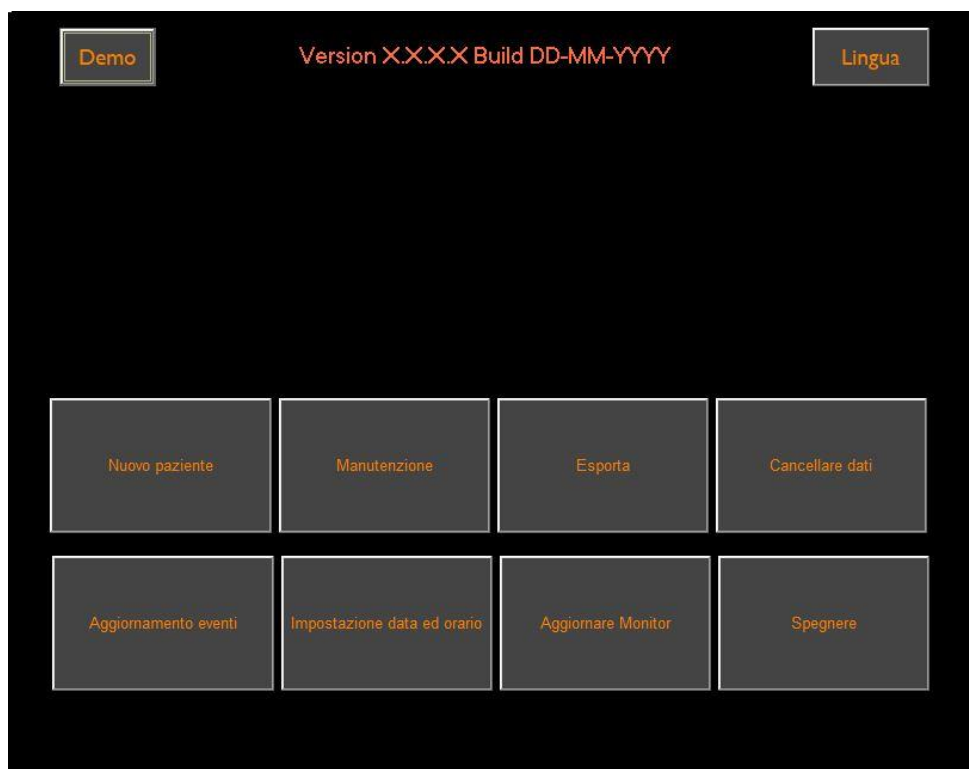 Demo
Version X.X.X.X Build DD-MM-YYYY
Lingua
Nuovo paziente
Manutenzione
Esporta
Cancellare dati
Aggiornamento eventi
Impostazione data ed orario
Aggiornare Monitor
Spegnere